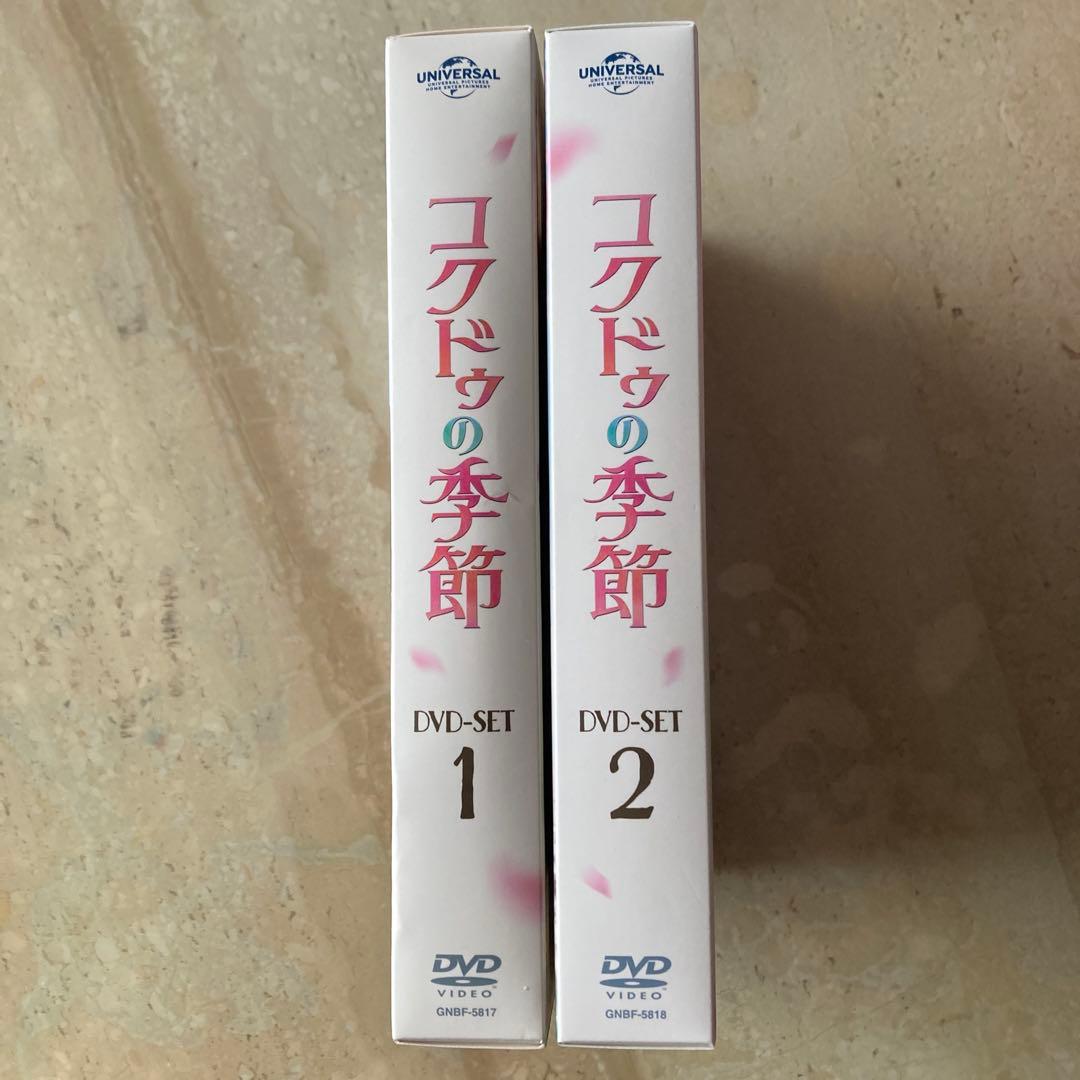 UNIVERSAL
UNIVERSAL PICTURES
HOME ENTERTAINMENT
コクドゥの季節
DVD-SET
1
DVD
VIDEO
GNBF-5817
UNIVERSAL
UNIVERSAL PICTURES
HOME ENTERTAINMENT
コクドゥの季節
DVD-SET
2
DVD
VIDEO
GNBF-5818